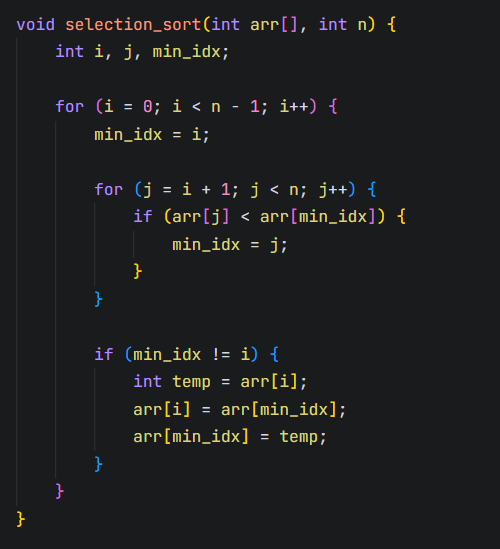 void selection_sort(int arr[], int n) {
    int i, j, min_idx;

    for (i = 0; i < n - 1; i++) {
        min_idx = i;

        for (j = i + 1; j < n; j++) {
            if (arr[j] < arr[min_idx]) {
                min_idx = j;
            }
        }

        if (min_idx != i) {
            int temp = arr[i];
            arr[i] = arr[min_idx];
            arr[min_idx] = temp;
        }
    }
}